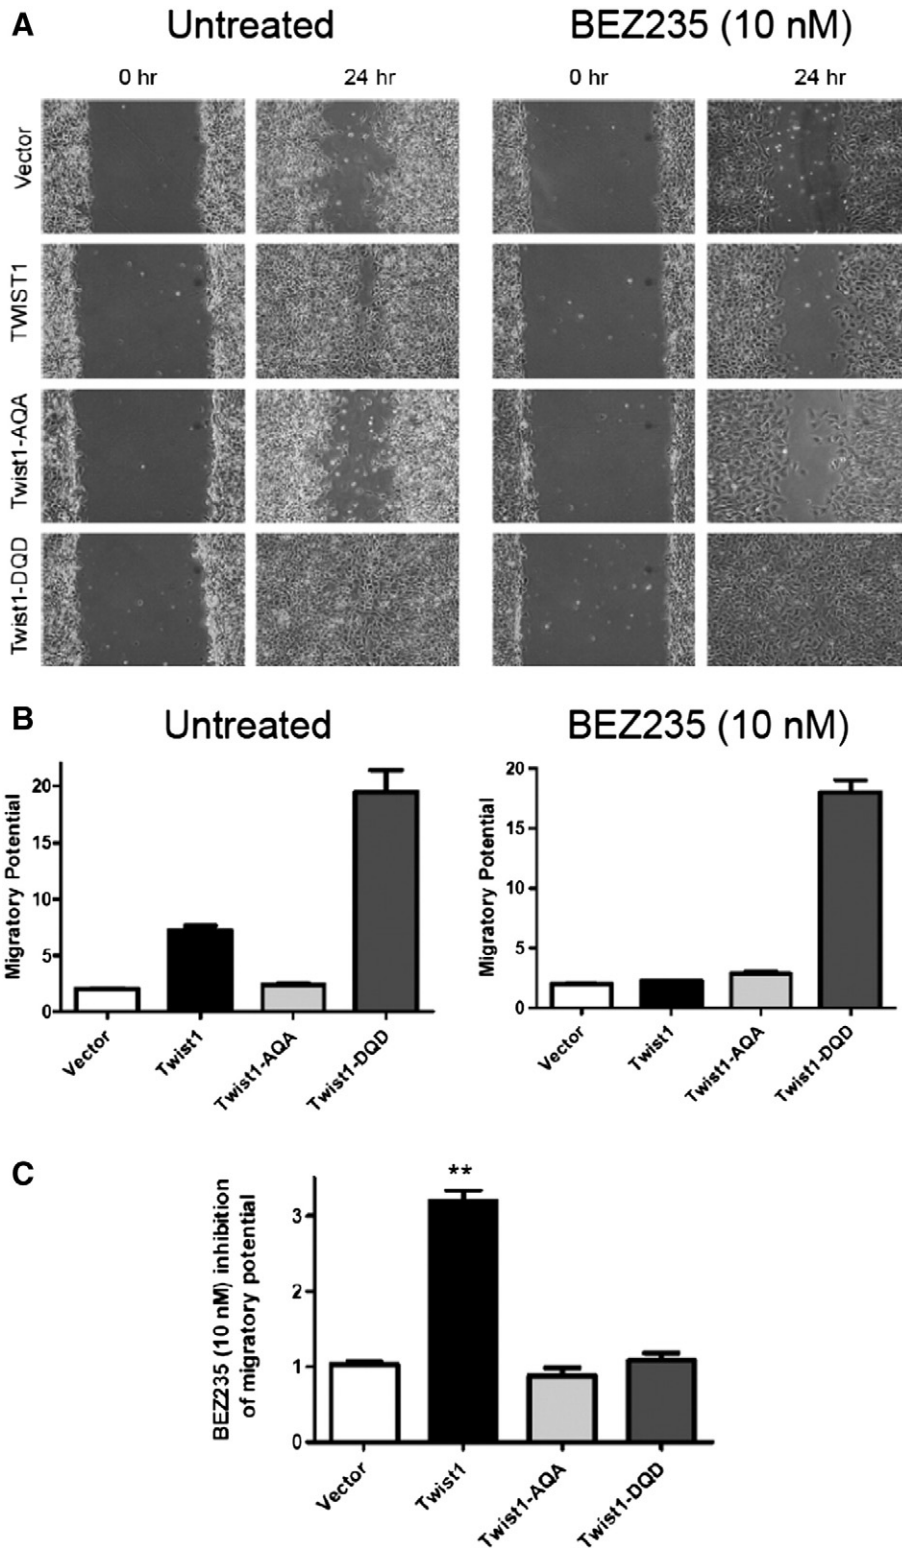 A
Untreated
BEZ235 (10 nM)
0 hr
24 hr
0 hr
24 hr
Vector
TWIST1
Twist1-AQA
Twist1-DQD
B
Untreated
BEZ235 (10 nM)
Migratory Potential
20
15
10
5
0
Vector
Twist1
Twist1-AQA
Twist1-DQD
Migratory Potential
20
15
10
5
0
Vector
Twist1
Twist1-AQA
Twist1-DQD
C
BEZ235 (10 nM) inhibition
of migratory potential
**
3
2
1
0
Vector
Twist1
Twist1-AQA
Twist1-DQD